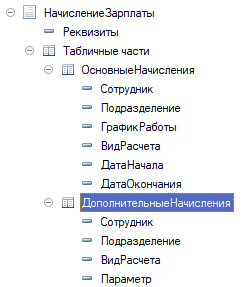 НачислениеЗарплаты
Реквизиты
Табличные части
ОсновныеНачисления
Сотрудник
Подразделение
ГрафикРаботы
ВидРасчета
ДатаНачала
ДатаОкончания
ДополнительныеНачисления
Сотрудник
Подразделение
ВидРасчета
Параметр